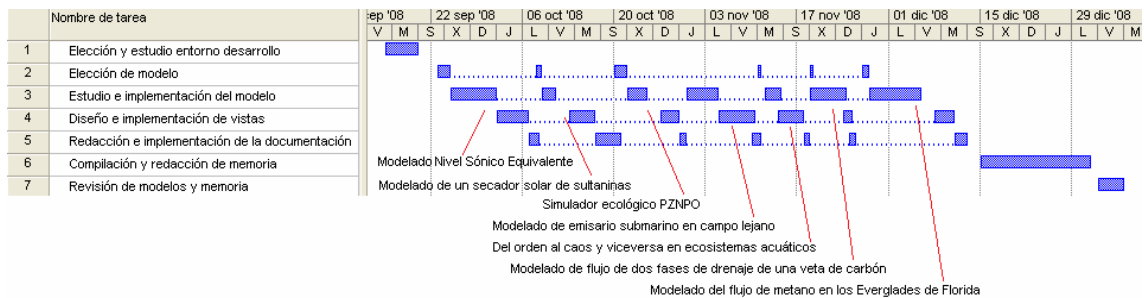 Nombre de tarea
sep '08 22 sep '08 06 oct '08 20 oct '08 03 nov '08 17 nov '08 01 dic '08 15 dic '08 29 dic '08
V M S X D J L V M S X D J L V M S X D J L V M S X D J L V M
1 Elección y estudio entorno desarrollo
2 Elección de modelo
3 Estudio e implementación del modelo
4 Diseño e implementación de vistas
5 Redacción e implementación de la documentación
6 Compilación y redacción de memoria
7 Revisión de modelos y memoria
Modelado Nivel Sónico Equivalente
Modelado de un secador solar de sultaninas
Simulador ecológico PZNPO
Modelado de emisario submarino en campo lejano
Del orden al caos y viceversa en ecosistemas acuáticos
Modelado de flujo de dos fases de drenaje de una veta de carbón
Modelado del flujo de metano en los Everglades de Florida